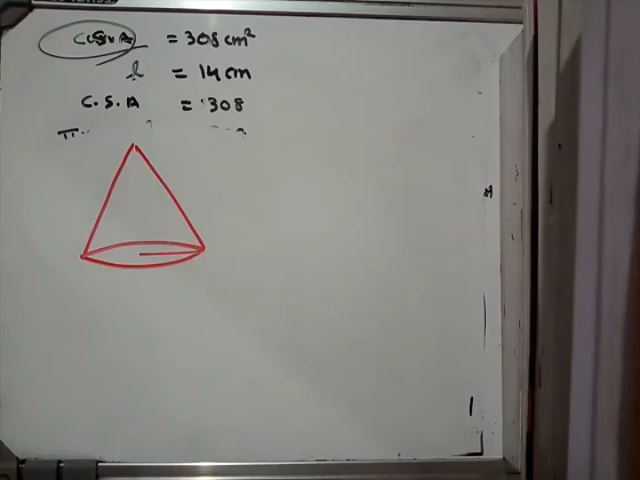 = 308 cm²
l = 14 cm
C.S.A = 308
π